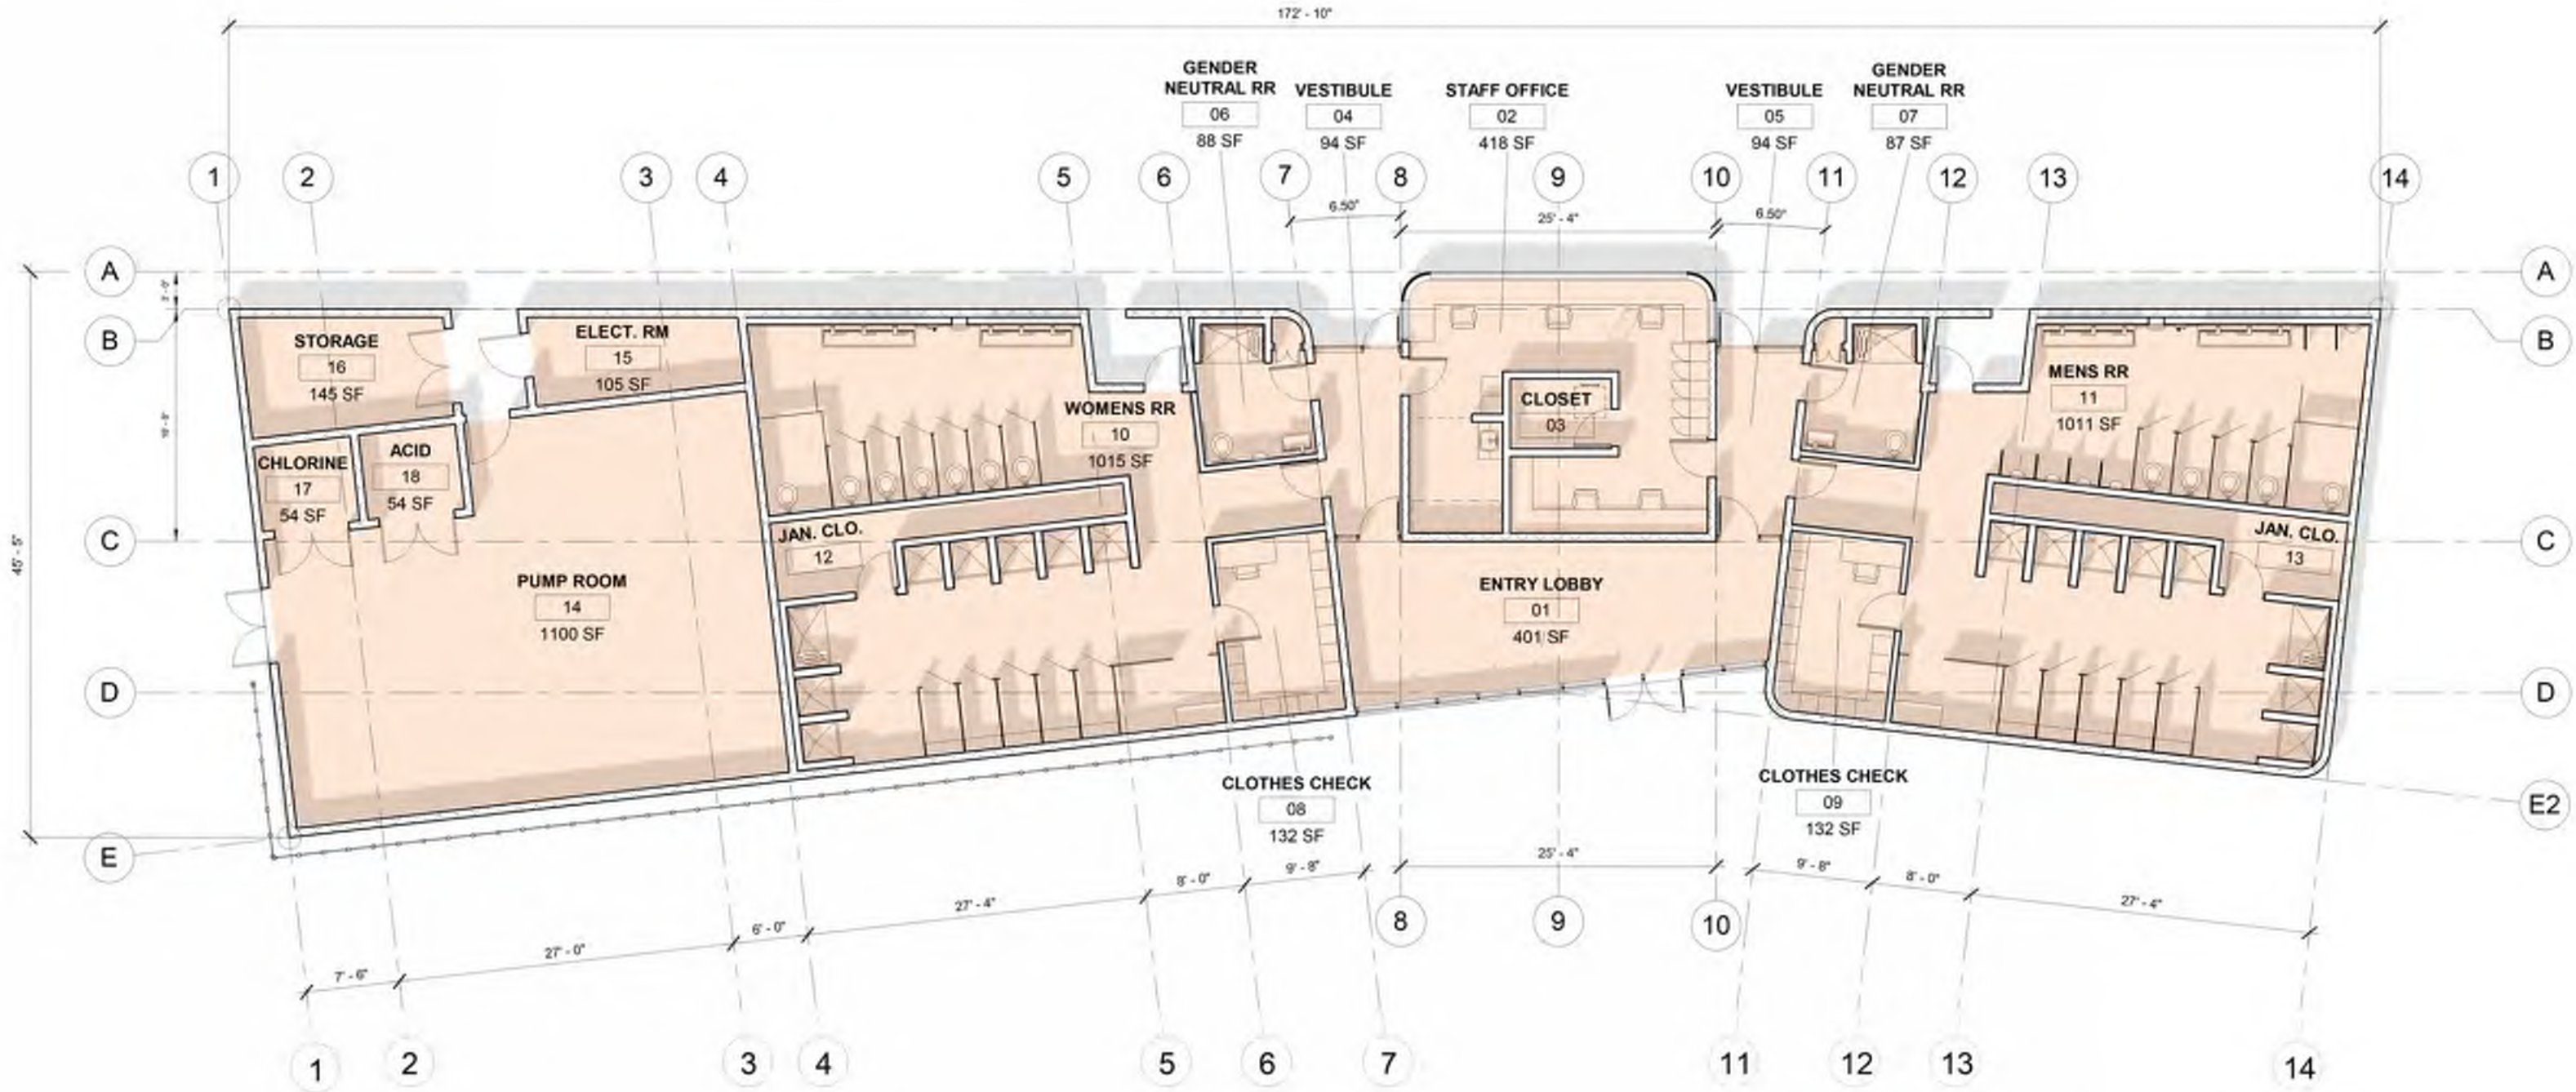 172' - 10"
GENDER
NEUTRAL RR
06
88 SF
VESTIBULE
04
94 SF
STAFF OFFICE
02
418 SF
VESTIBULE
05
94 SF
GENDER
NEUTRAL RR
07
87 SF
1
2
3
4
5
6
7
8
9
10
11
12
13
14
6.50°
25' - 4"
6.50°
A
A
B
B
STORAGE
16
145 SF
ELECT. RM
15
105 SF
MENS RR
11
1011 SF
CLOSET
03
WOMENS RR
10
1015 SF
CHLORINE
17
54 SF
ACID
18
54 SF
C
C
JAN. CLO.
12
JAN. CLO.
13
45' - 5"
PUMP ROOM
14
1100 SF
ENTRY LOBBY
01
401 SF
D
D
CLOTHES CHECK
08
132 SF
CLOTHES CHECK
09
132 SF
E
E2
7' - 6"
27' - 0"
6' - 0"
27' - 4"
8' - 0"
9' - 8"
25' - 4"
9' - 8"
8' - 0"
27' - 4"
8
9
10
1
2
3
4
5
6
7
11
12
13
14